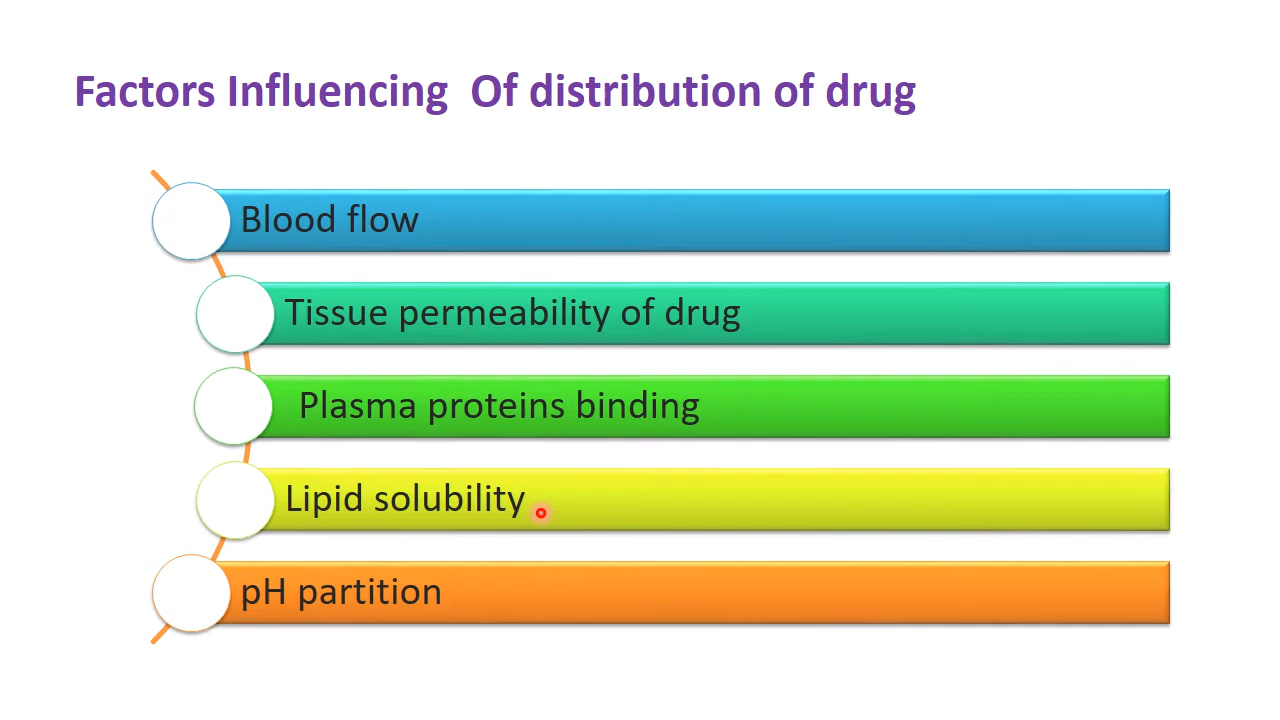 Factors Influencing  Of distribution of drug
Blood flow
Tissue permeability of drug
Plasma proteins binding
Lipid solubility
pH partition